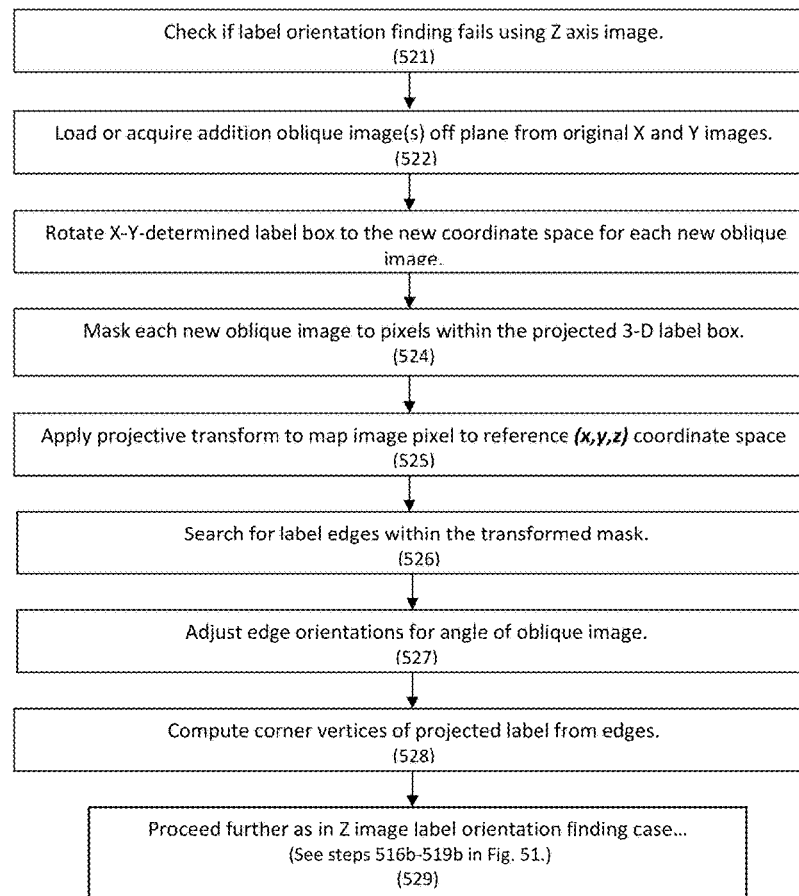 Check if label orientation finding fails using Z axis image.
(521)
Load or acquire addition oblique image(s) off plane from original X and Y images.
(522)
Rotate X-Y-determined label box to the new coordinate space for each new oblique
image.
Mask each new oblique image to pixels within the projected 3-D label box.
(524)
Apply projective transform to map image pixel to reference (x,y,z) coordinate space
(525)
Search for label edges within the transformed mask.
(526)
Adjust edge orientations for angle of oblique image.
(527)
Compute corner vertices of projected label from edges.
(528)
Proceed further as in Z image label orientation finding case...
(See steps 516b-519b in Fig. 51.)
(529)